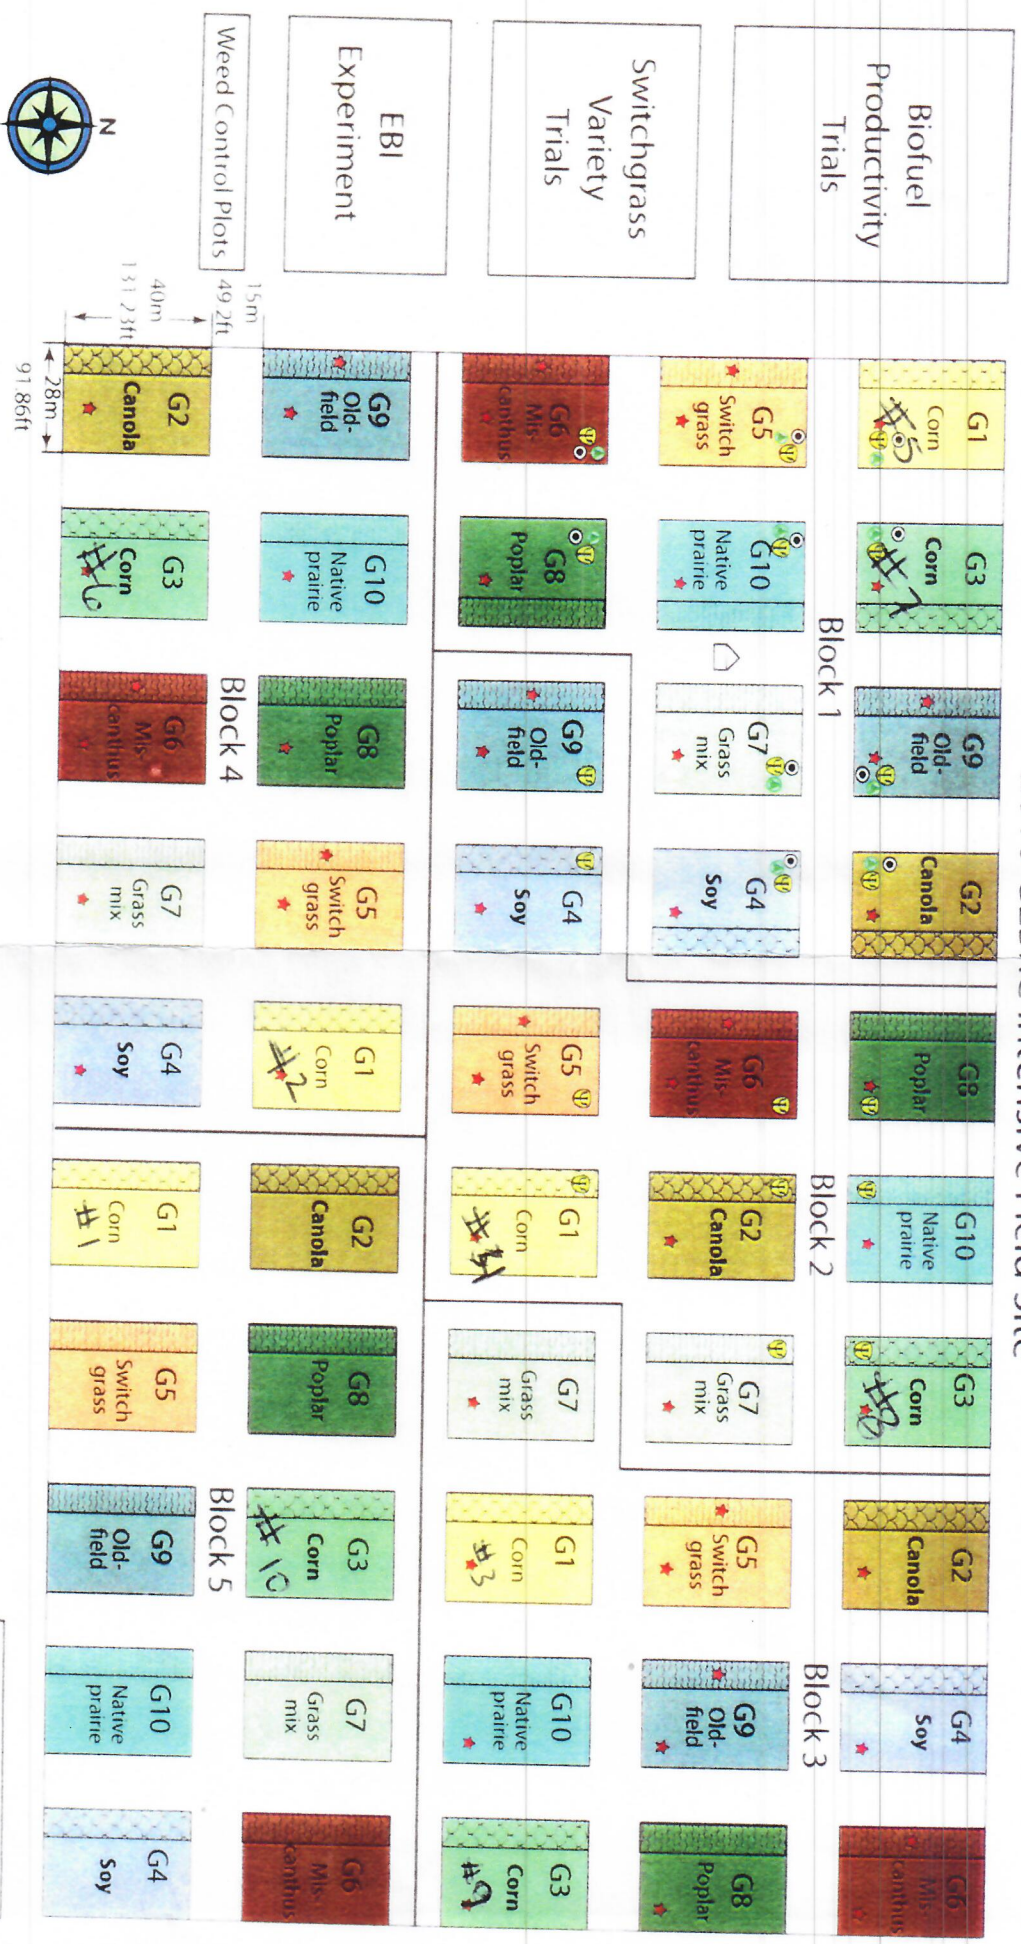 Intensive Field Site
Biofuel
Productivity
Trials
G1
Corn
#5
G3
Corn
#7
G9
Old-
field
G2
Canola
G8
Poplar
G10
Native
prairie
G3
Corn
#8
G2
Canola
G4
Soy
G6
Mis-
canthus
Block 1
Block 2
Block 3
Switchgrass
Variety
Trials
G5
Switch
grass
G10
Native
prairie
G7
Grass
mix
G4
Soy
G6
Mis-
canthus
G2
Canola
G7
Grass
mix
G5
Switch
grass
G9
Old-
field
G8
Poplar
G6
Mis-
canthus
G8
Poplar
G9
Old-
field
G4
Soy
G5
Switch
grass
G1
Corn
#4
G7
Grass
mix
G1
Corn
#3
G10
Native
prairie
G3
Corn
#9
EBI
Experiment
G9
Old-
field
G10
Native
prairie
G8
Poplar
G5
Switch
grass
G1
Corn
#2
G2
Canola
G8
Poplar
G3
Corn
#10
G7
Grass
mix
G6
Mis-
canthus
Block 4
Block 5
Weed Control Plots
15m
49.2ft
40m
131.23ft
G2
Canola
G3
Corn
#6
G6
Mis-
canthus
G7
Grass
mix
G4
Soy
G1
Corn
#1
G5
Switch
grass
G9
Old-
field
G10
Native
prairie
G4
Soy
28m
91.86ft
N